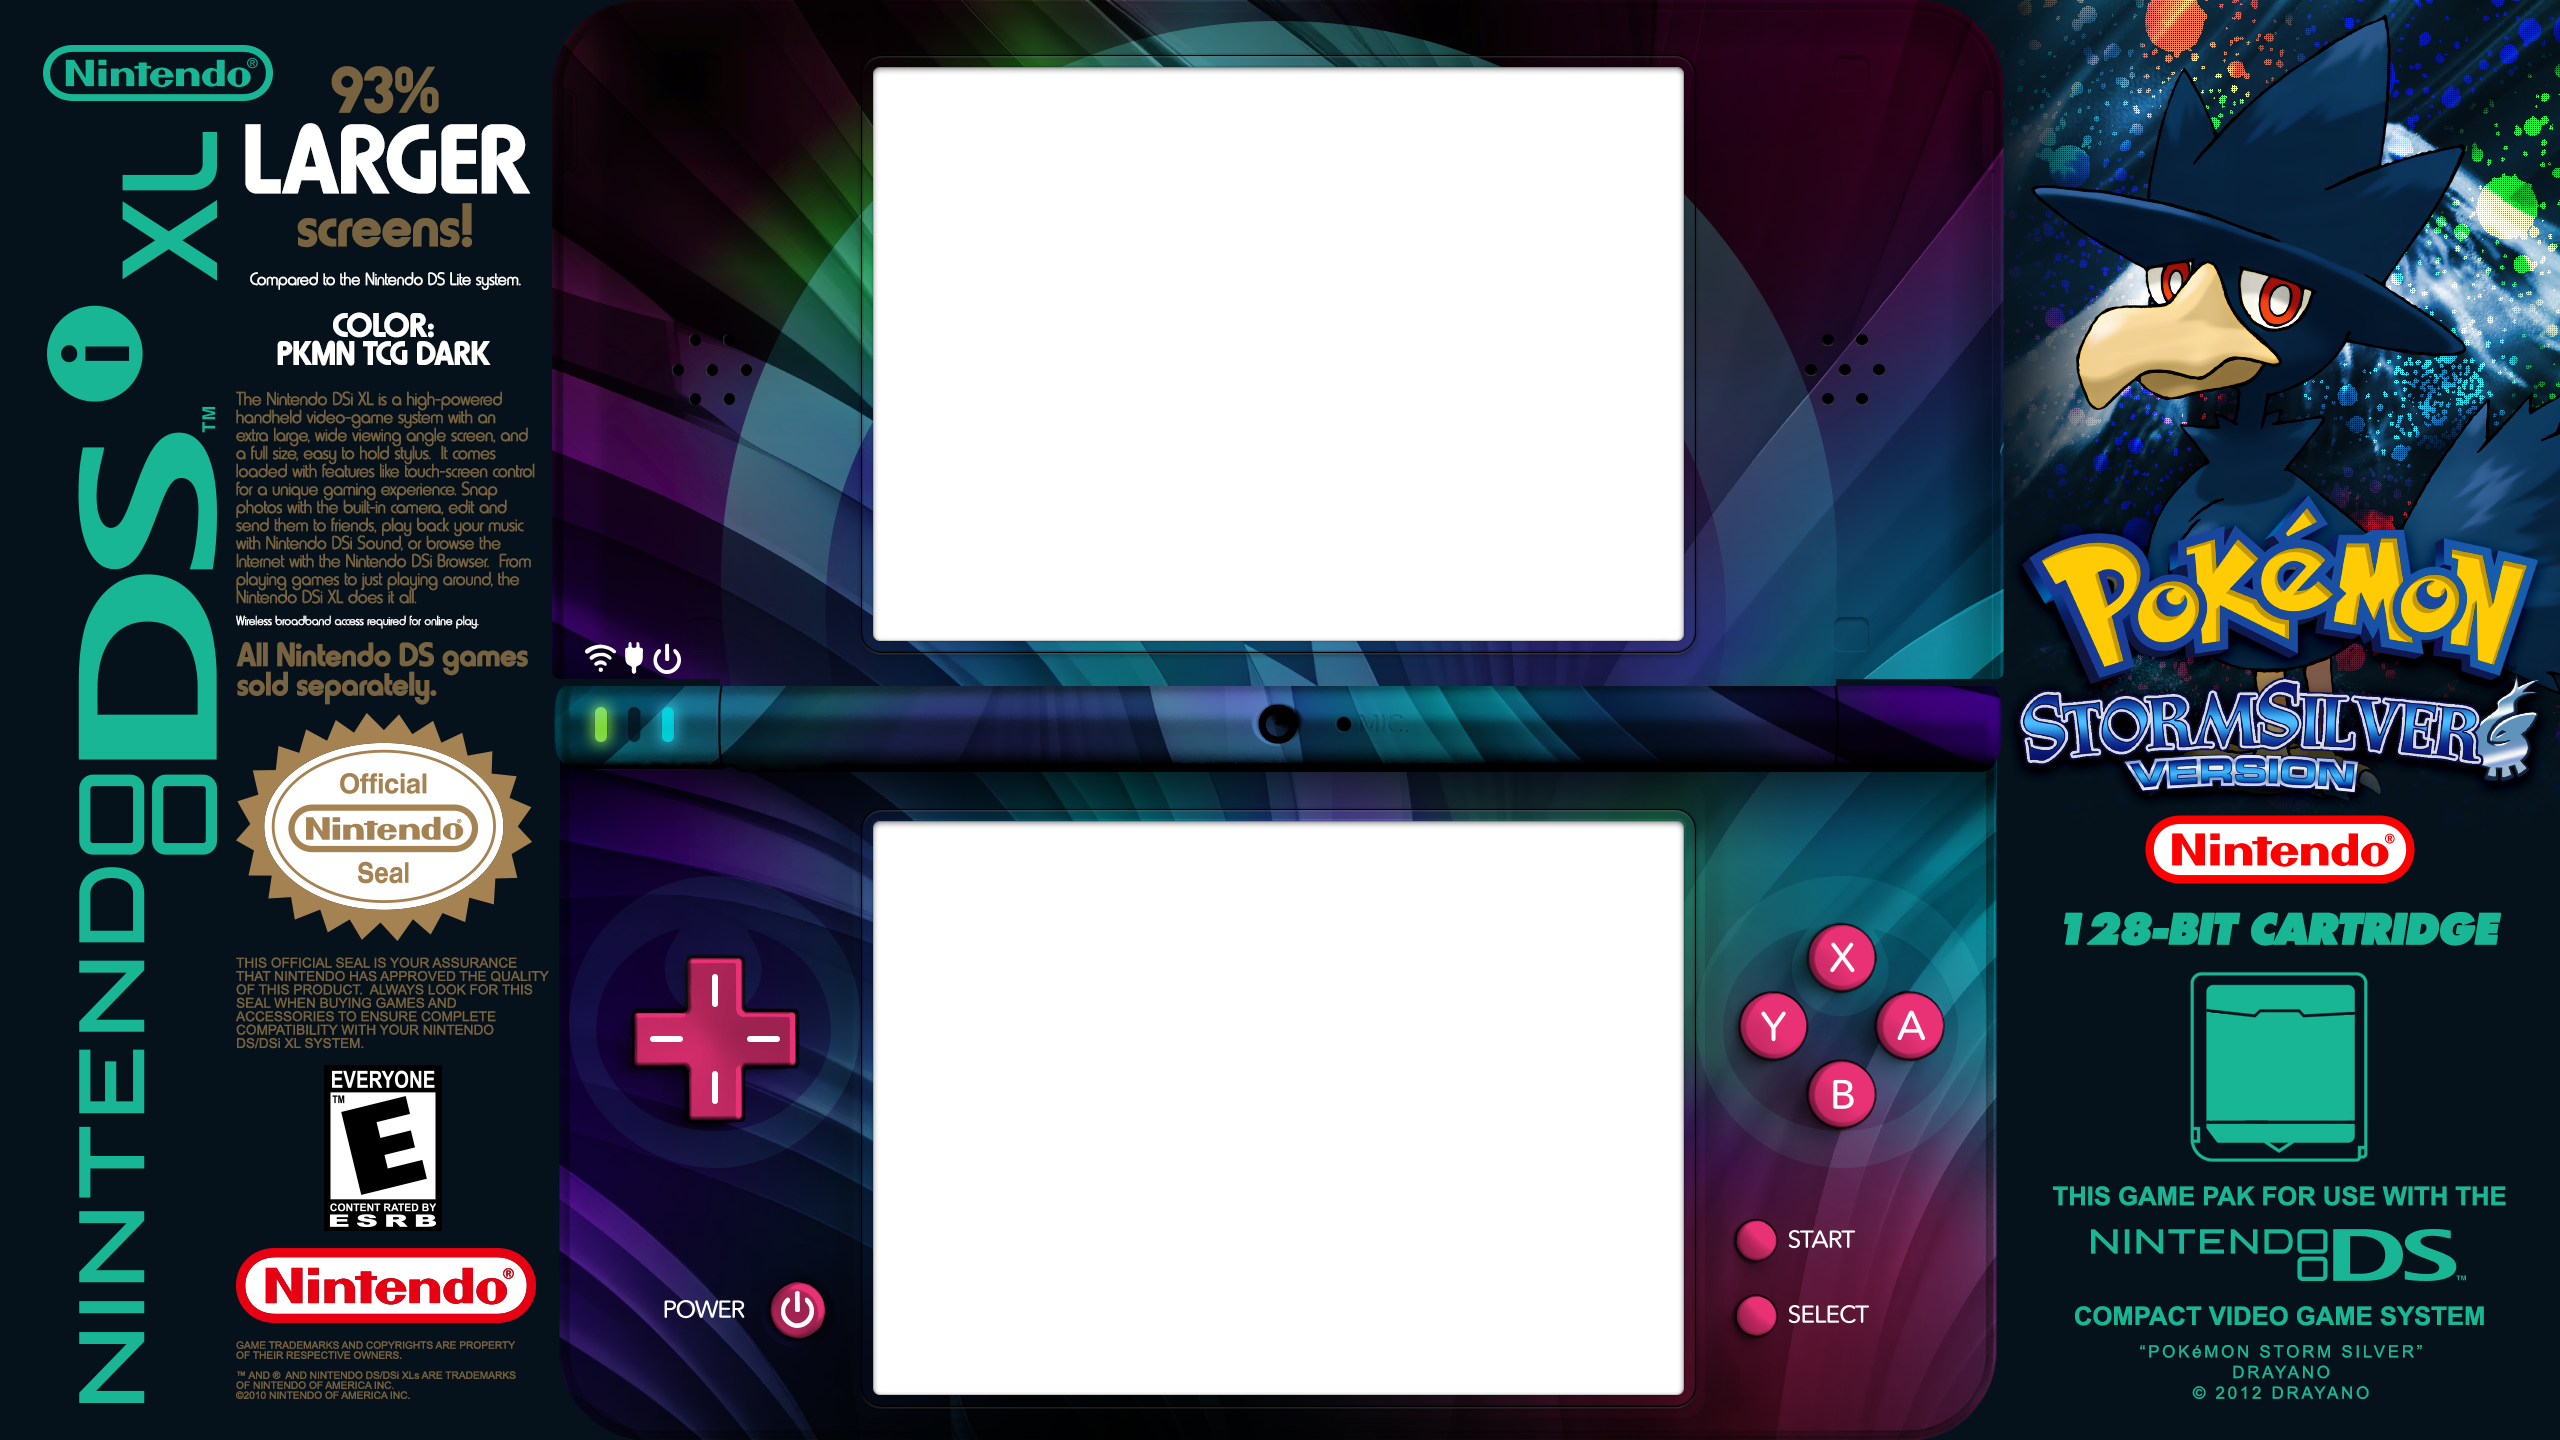 Nintendo®
NINTENDO DSi XL™
93%
LARGER
screens!
Compared to the Nintendo DS Lite system.
COLOR:
PKMN TCG DARK
The Nintendo DSi XL is a high-powered
handheld video-game system with an
extra large, wide viewing angle screen, and
a full size, easy to hold stylus. It comes
loaded with features like touch-screen control
for a unique gaming experience. Snap
photos with the built-in camera, edit and
send them to friends, play back your music
with Nintendo DSi Sound, or browse the
Internet with the Nintendo DSi Browser. From
playing games to just playing around, the
Nintendo DSi XL does it all.
Wireless broadband access required for online play.
All Nintendo DS games
sold separately.
Official
Nintendo®
Seal
THIS OFFICIAL SEAL IS YOUR ASSURANCE
THAT NINTENDO HAS APPROVED THE QUALITY
OF THIS PRODUCT. ALWAYS LOOK FOR THIS
SEAL WHEN BUYING GAMES AND
ACCESSORIES TO ENSURE COMPLETE
COMPATIBILITY WITH YOUR NINTENDO
DS/DSi XL SYSTEM.
EVERYONE
™
E
CONTENT RATED BY
ESRB
Nintendo®
GAME TRADEMARKS AND COPYRIGHTS ARE PROPERTY
OF THEIR RESPECTIVE OWNERS.
™ AND ® AND NINTENDO DS/DSi XLs ARE TRADEMARKS
OF NINTENDO OF AMERICA INC.
©2010 NINTENDO OF AMERICA INC.
MIC.
X
Y
A
B
START
SELECT
POWER
POKéMON
STORMSILVER
VERSION
Nintendo®
128-BIT CARTRIDGE
THIS GAME PAK FOR USE WITH THE
NINTENDO DS™
COMPACT VIDEO GAME SYSTEM
“POKéMON STORM SILVER”
DRAYANO
© 2012 DRAYANO